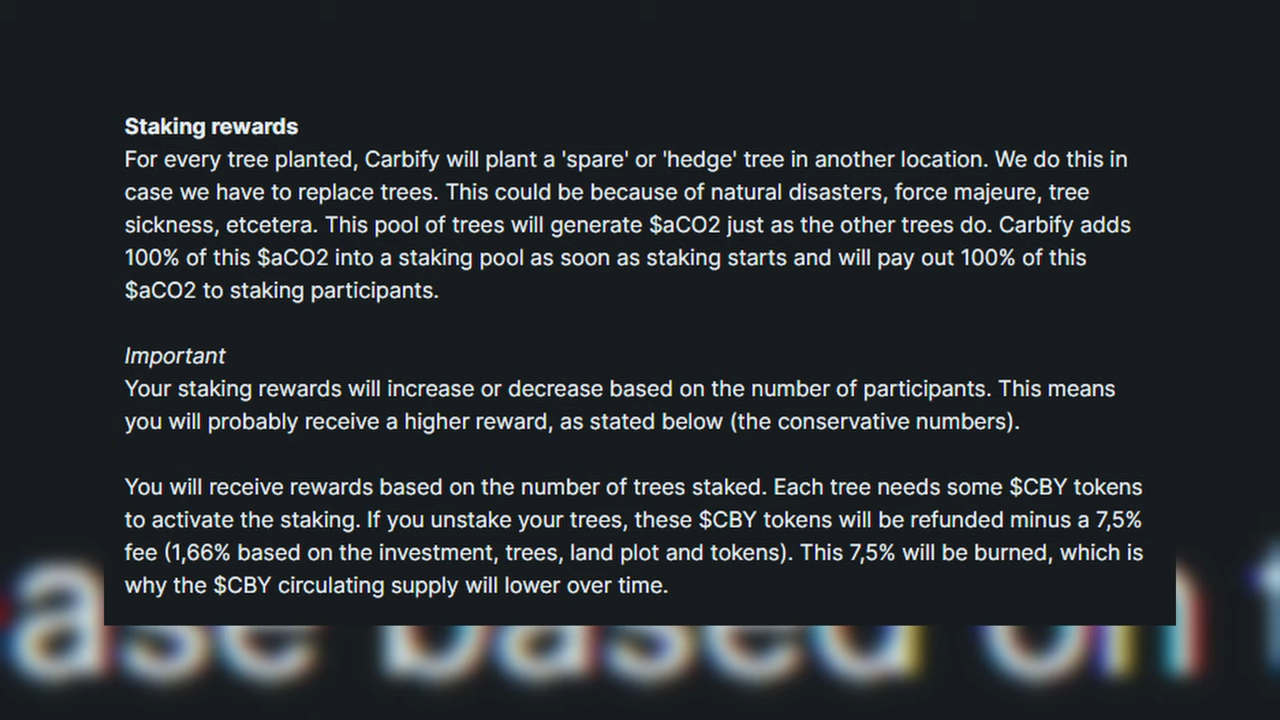 Staking rewards
For every tree planted, Carbify will plant a 'spare' or 'hedge' tree in another location. We do this in
case we have to replace trees. This could be because of natural disasters, force majeure, tree
sickness, etcetera. This pool of trees will generate $aCO2 just as the other trees do. Carbify adds
100% of this $aCO2 into a staking pool as soon as staking starts and will pay out 100% of this
$aCO2 to staking participants.
Important
Your staking rewards will increase or decrease based on the number of participants. This means
you will probably receive a higher reward, as stated below (the conservative numbers).
You will receive rewards based on the number of trees staked. Each tree needs some $CBY tokens
to activate the staking. If you unstake your trees, these $CBY tokens will be refunded minus a 7,5%
fee (1,66% based on the investment, trees, land plot and tokens). This 7,5% will be burned, which is
why the $CBY circulating supply will lower over time.
ase based on t